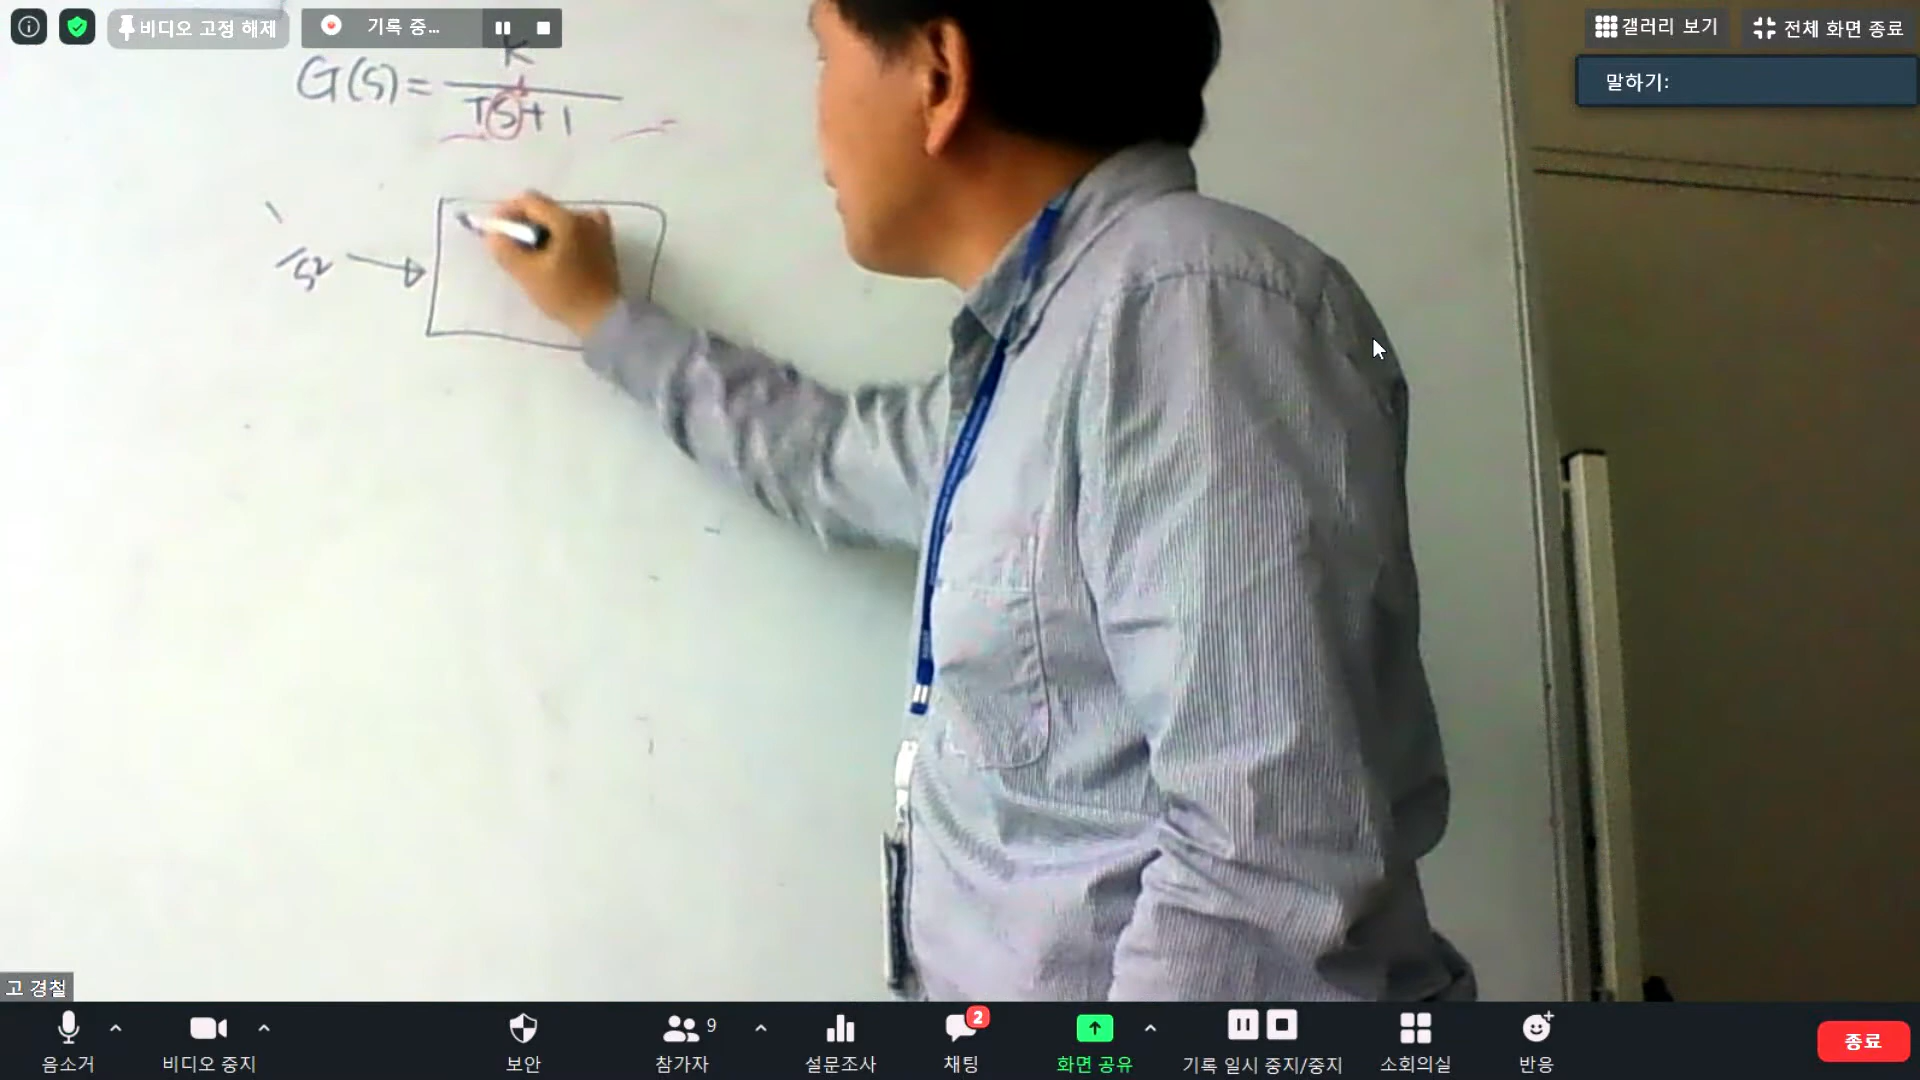 비디오 고정 해제
기록 중...
갤러리 보기
전체 화면 종료
말하기:
K
G(s) =
Ts+1
1/s²
고 경철
음소거
비디오 중지
보안
9
참가자
설문조사
2
채팅
화면 공유
기록 일시 중지/중지
소회의실
반응
종료